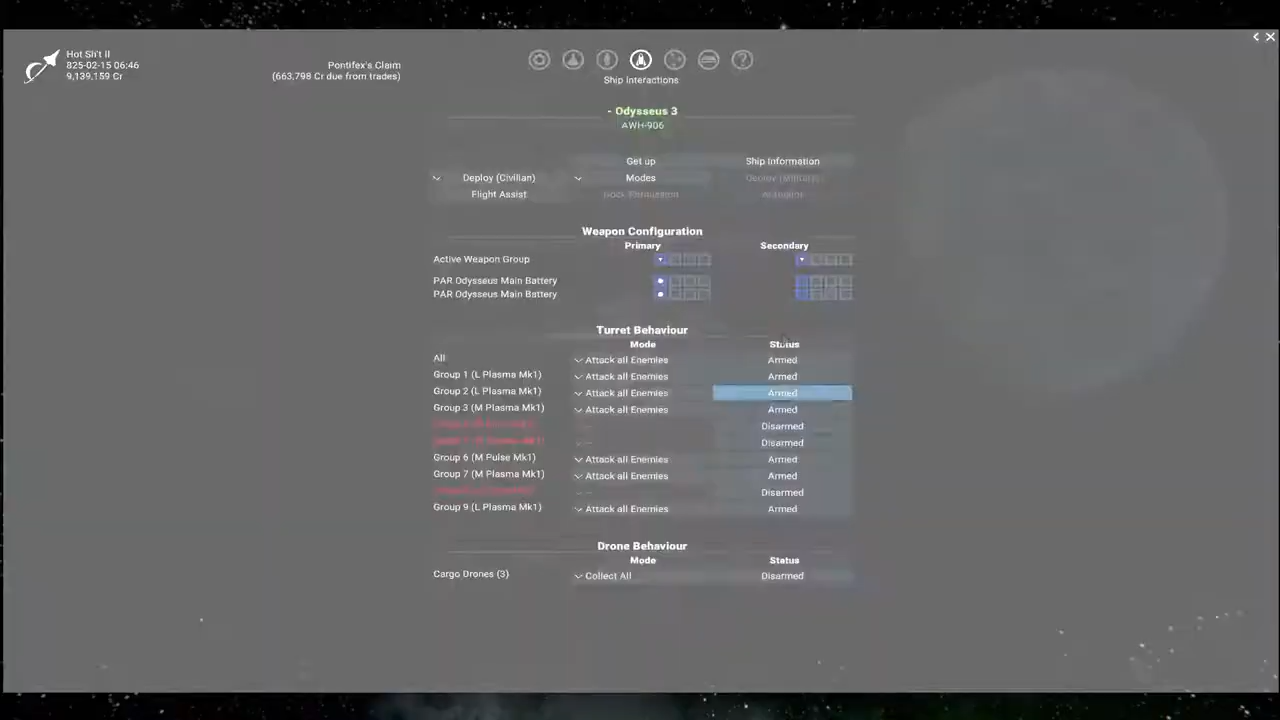 Hot Sh't II
825-02-15 06:46
9,139,159 Cr
Pontifex's Claim
(663,798 Cr due from trades)
Ship Interactions
- Odysseus 3
AWH-906
Get up
Ship Information
Deploy (Civilian)
Modes
Deploy (Military)
Flight Assist
Dock Permission
Autopilot
Weapon Configuration
Primary
Secondary
Active Weapon Group
PAR Odysseus Main Battery
PAR Odysseus Main Battery
Turret Behaviour
Mode
Status
All
Attack all Enemies
Armed
Group 1 (L Plasma Mk1)
Attack all Enemies
Armed
Group 2 (L Plasma Mk1)
Attack all Enemies
Armed
Group 3 (M Plasma Mk1)
Attack all Enemies
Armed
Disarmed
Disarmed
Group 6 (M Pulse Mk1)
Attack all Enemies
Armed
Group 7 (M Plasma Mk1)
Attack all Enemies
Armed
Disarmed
Group 9 (L Plasma Mk1)
Attack all Enemies
Armed
Drone Behaviour
Mode
Status
Cargo Drones (3)
Collect All
Disarmed